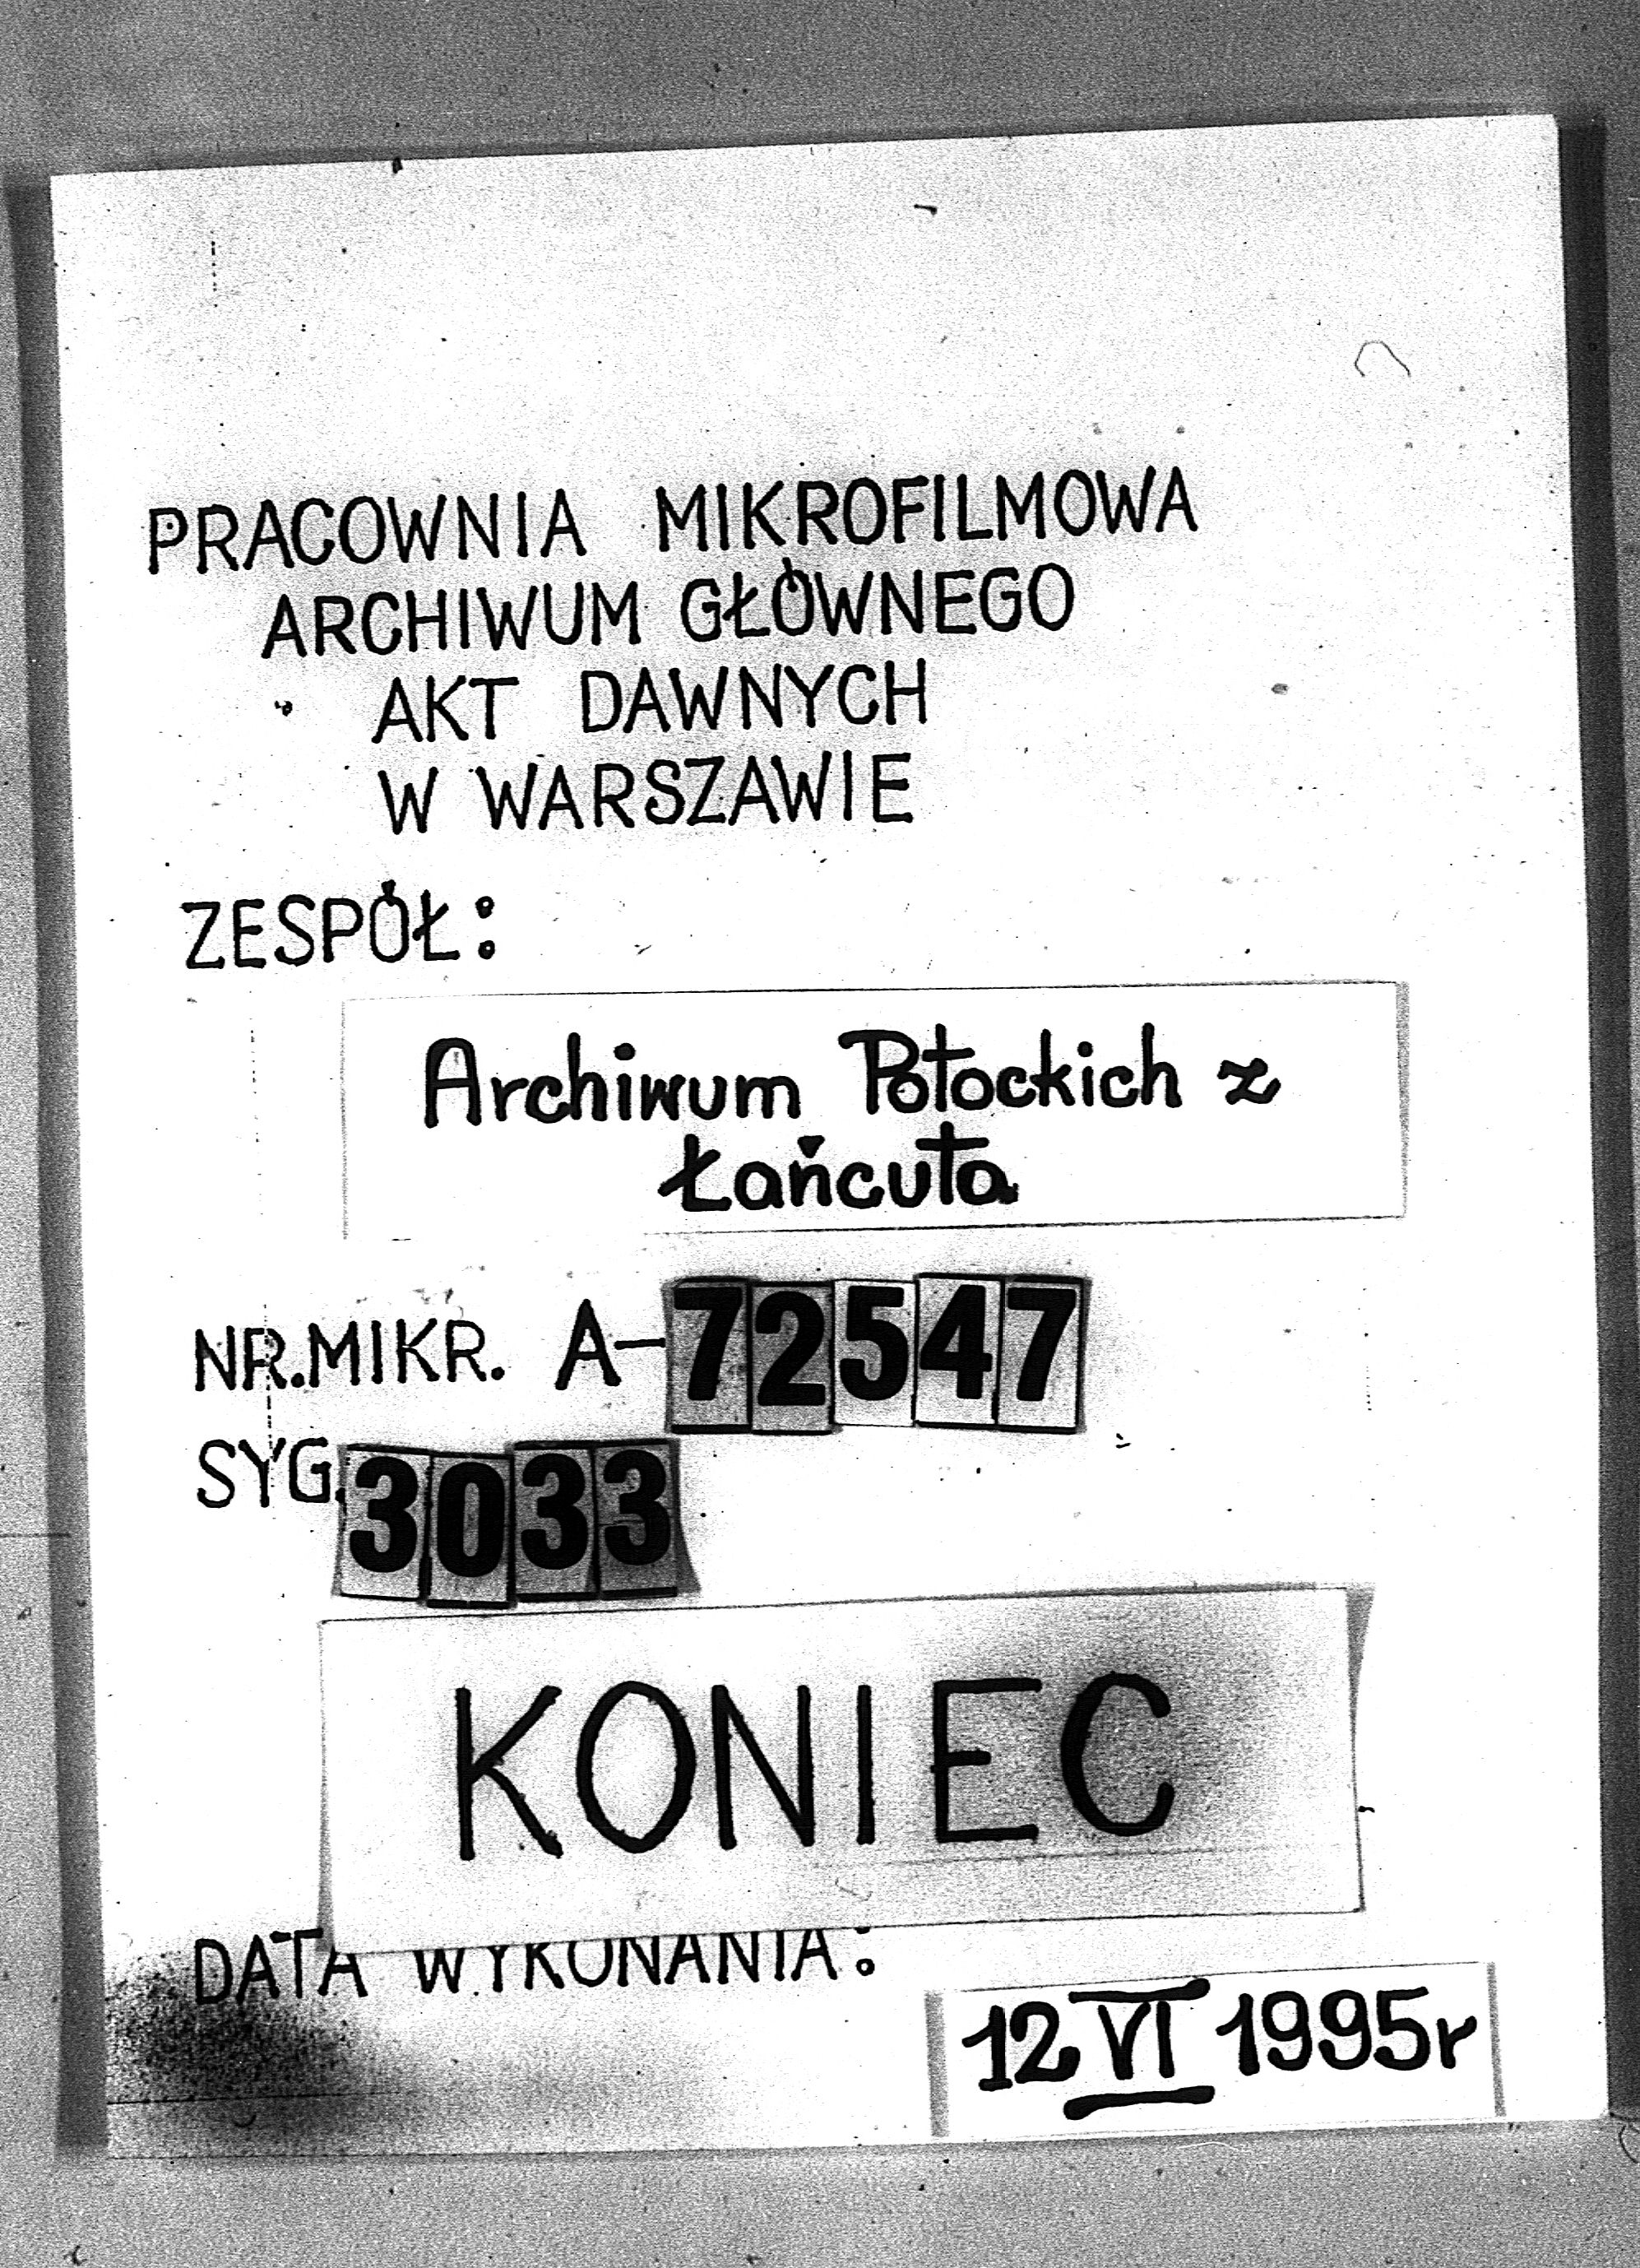 PRACOWNIA MIKROFILMOWA
ARCHIWUM GŁÓWNEGO
AKT DAWNYCH
W WARSZAWIE
ZESPÓŁ:
Archiwum Potockich z
Łańcuta
NR.MIKR. A-72547
SYG.3033
KONIEC
DATA WYKONANIA:
12 VI 1995r